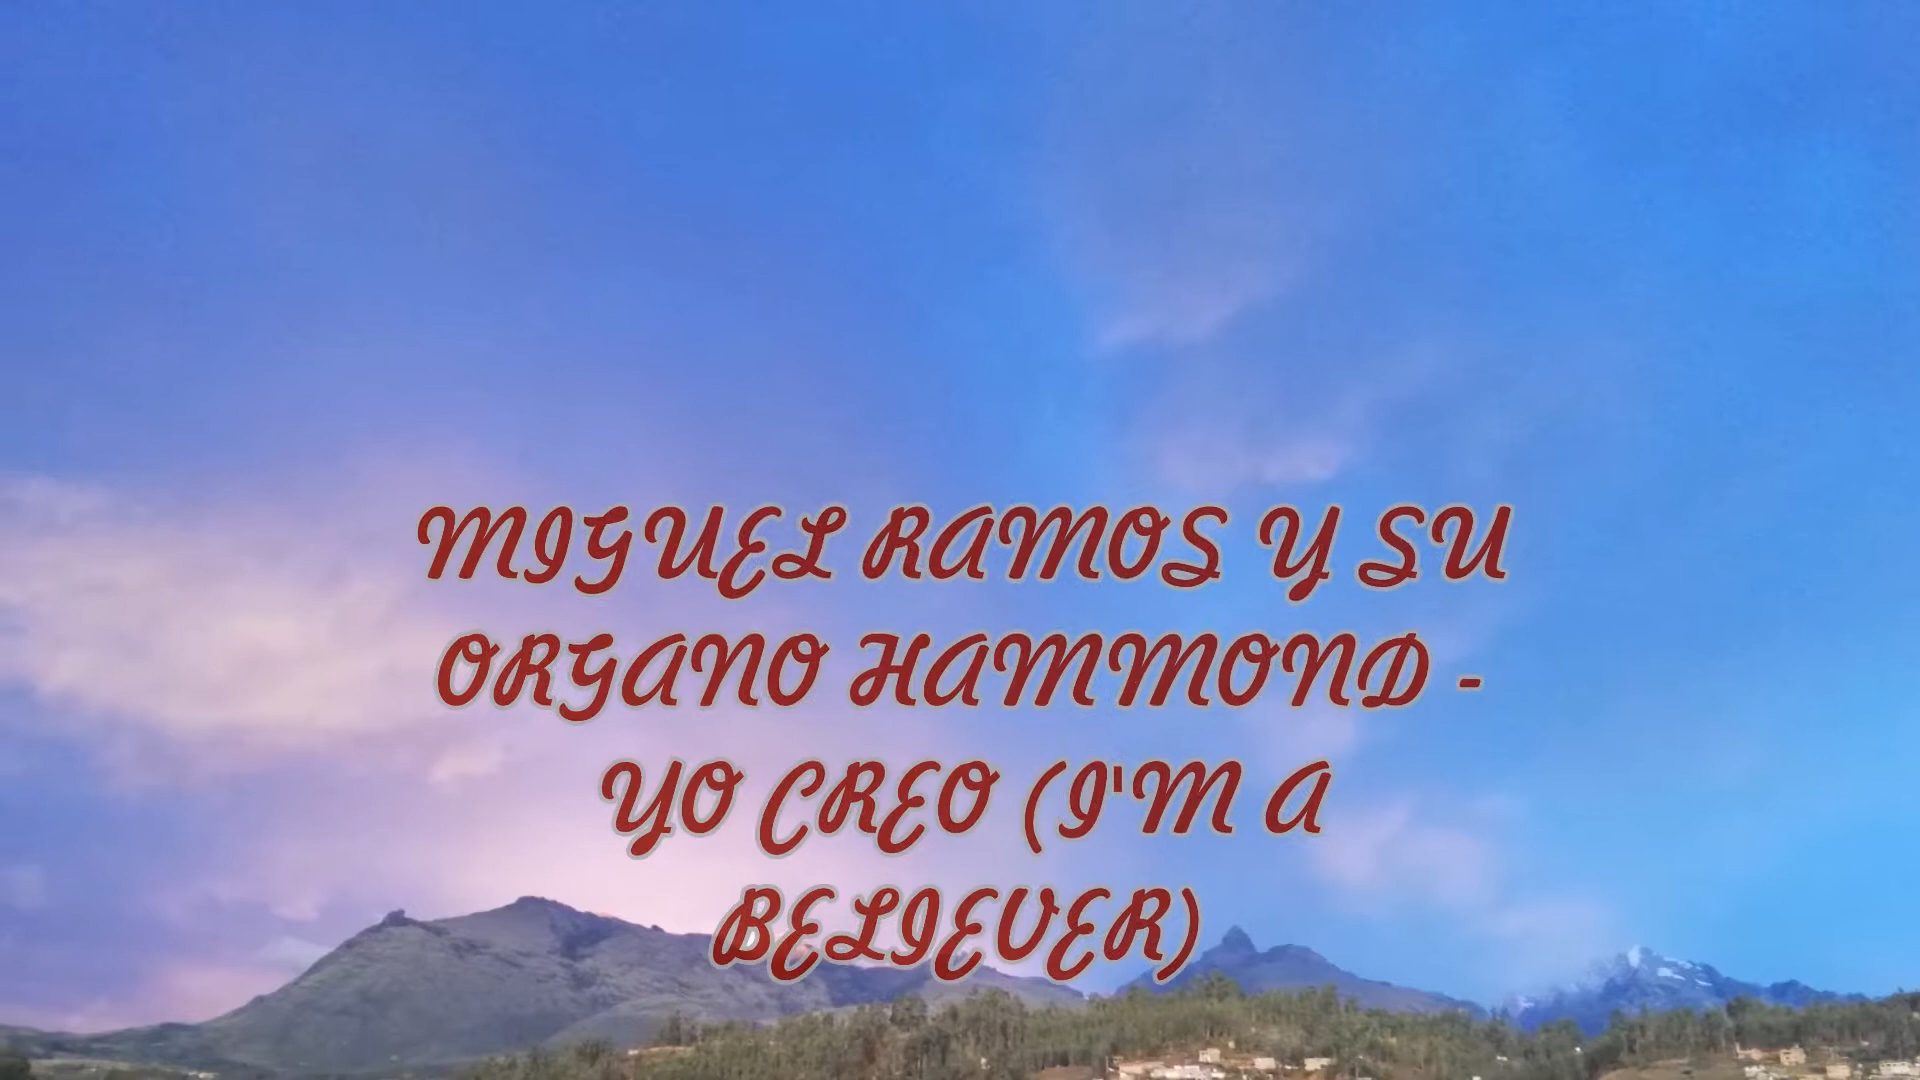 MIGUEL RAMOS Y SU
ORGANO HAMMOND -
YO CREO (I'M A
BELIEVER)